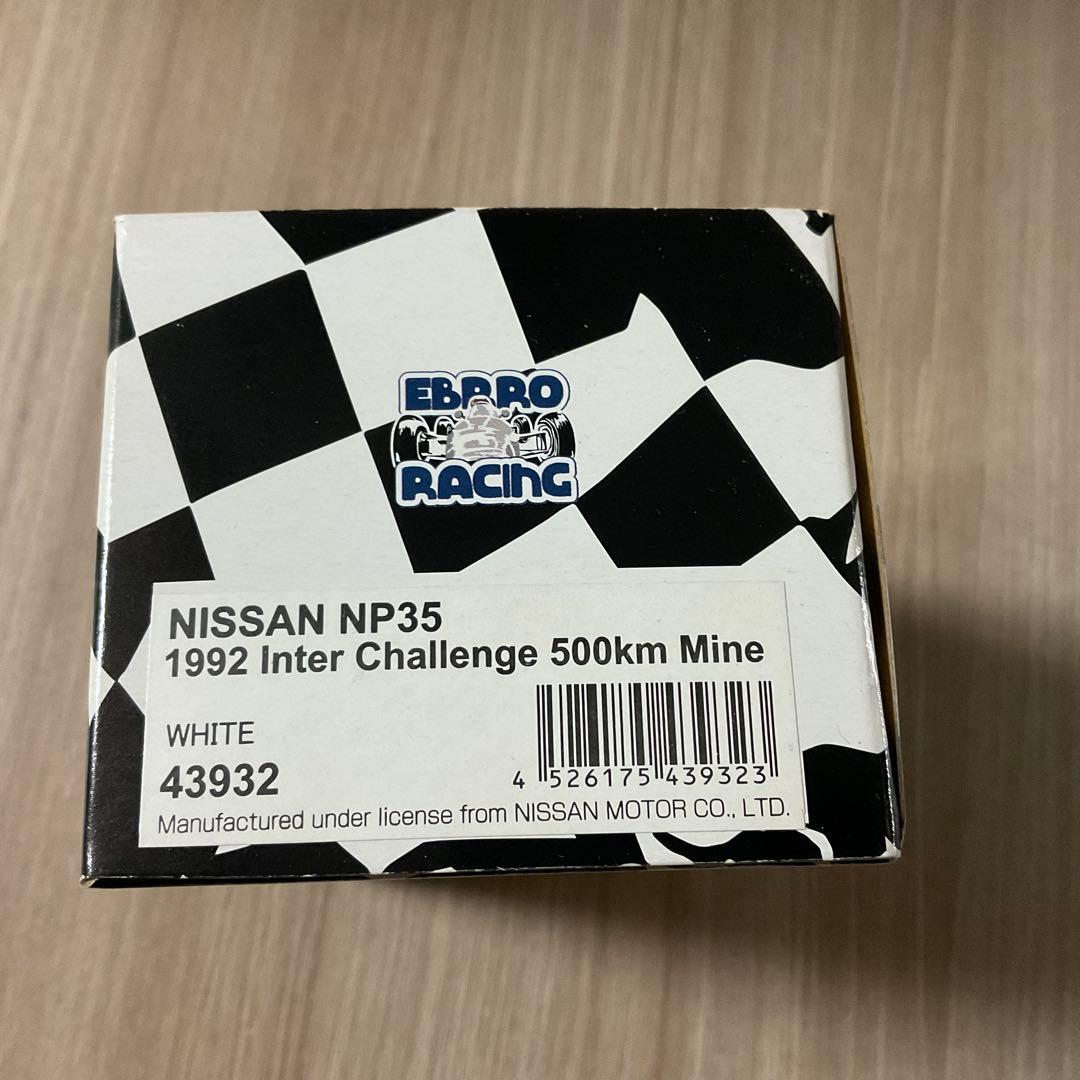 EBBRO
RACING
NISSAN NP35
1992 Inter Challenge 500km Mine
WHITE
43932
4 526175 439323
Manufactured under license from NISSAN MOTOR CO., LTD.